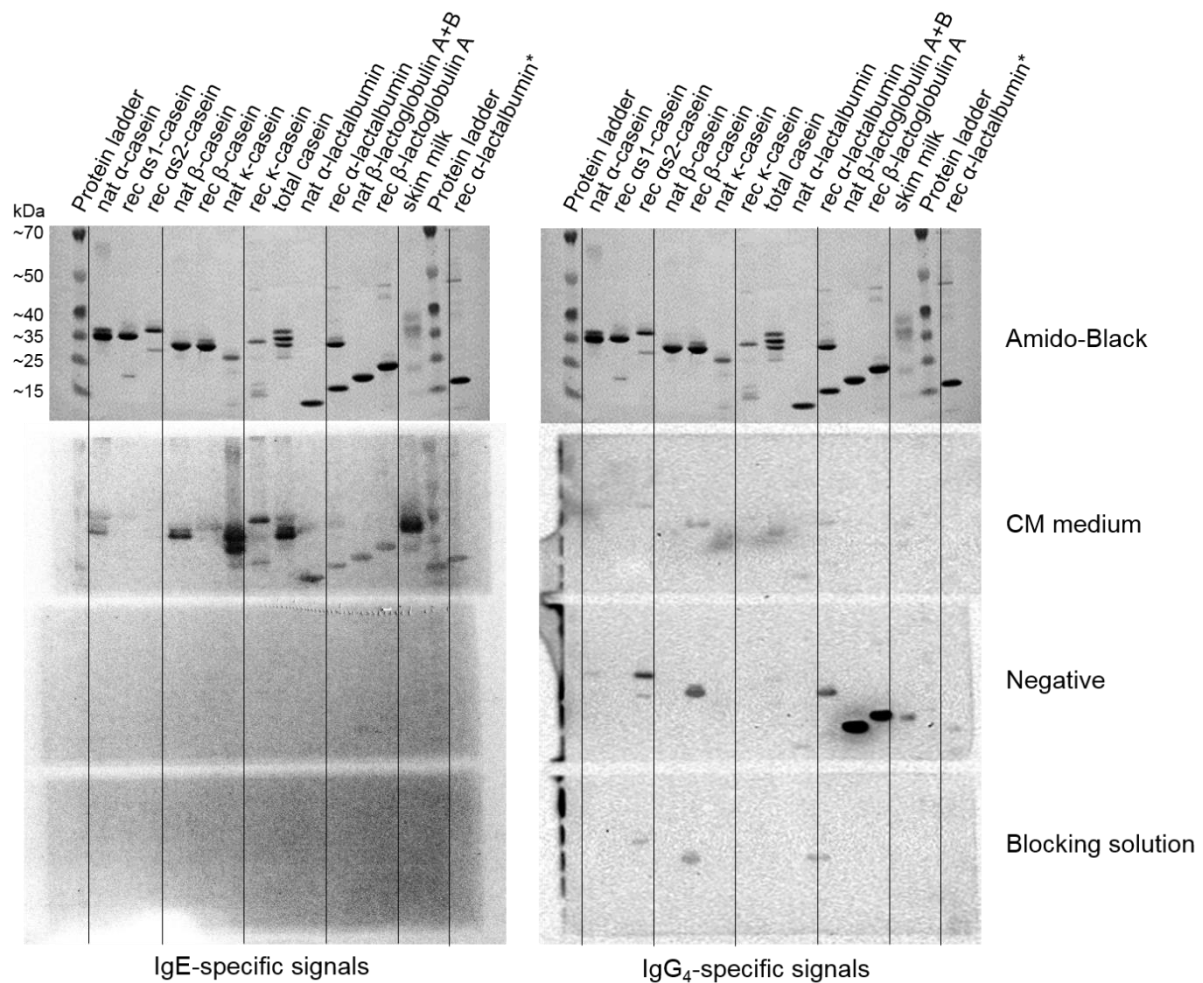 Protein ladder
nat α-casein
rec αs1-casein
rec αs2-casein
nat β-casein
rec β-casein
nat κ-casein
rec κ-casein
total casein
nat α-lactalbumin
rec α-lactalbumin
nat β-lactoglobulin A+B
rec β-lactoglobulin A
skim milk
Protein ladder
rec α-lactalbumin*
Protein ladder
nat α-casein
rec αs1-casein
rec αs2-casein
nat β-casein
rec β-casein
nat κ-casein
rec κ-casein
total casein
nat α-lactalbumin
rec α-lactalbumin
nat β-lactoglobulin A+B
rec β-lactoglobulin A
skim milk
Protein ladder
rec α-lactalbumin*
kDa
~70
~50
~40
~35
~25
~15
Amido-Black
CM medium
Negative
Blocking solution
IgE-specific signals
IgG₄-specific signals